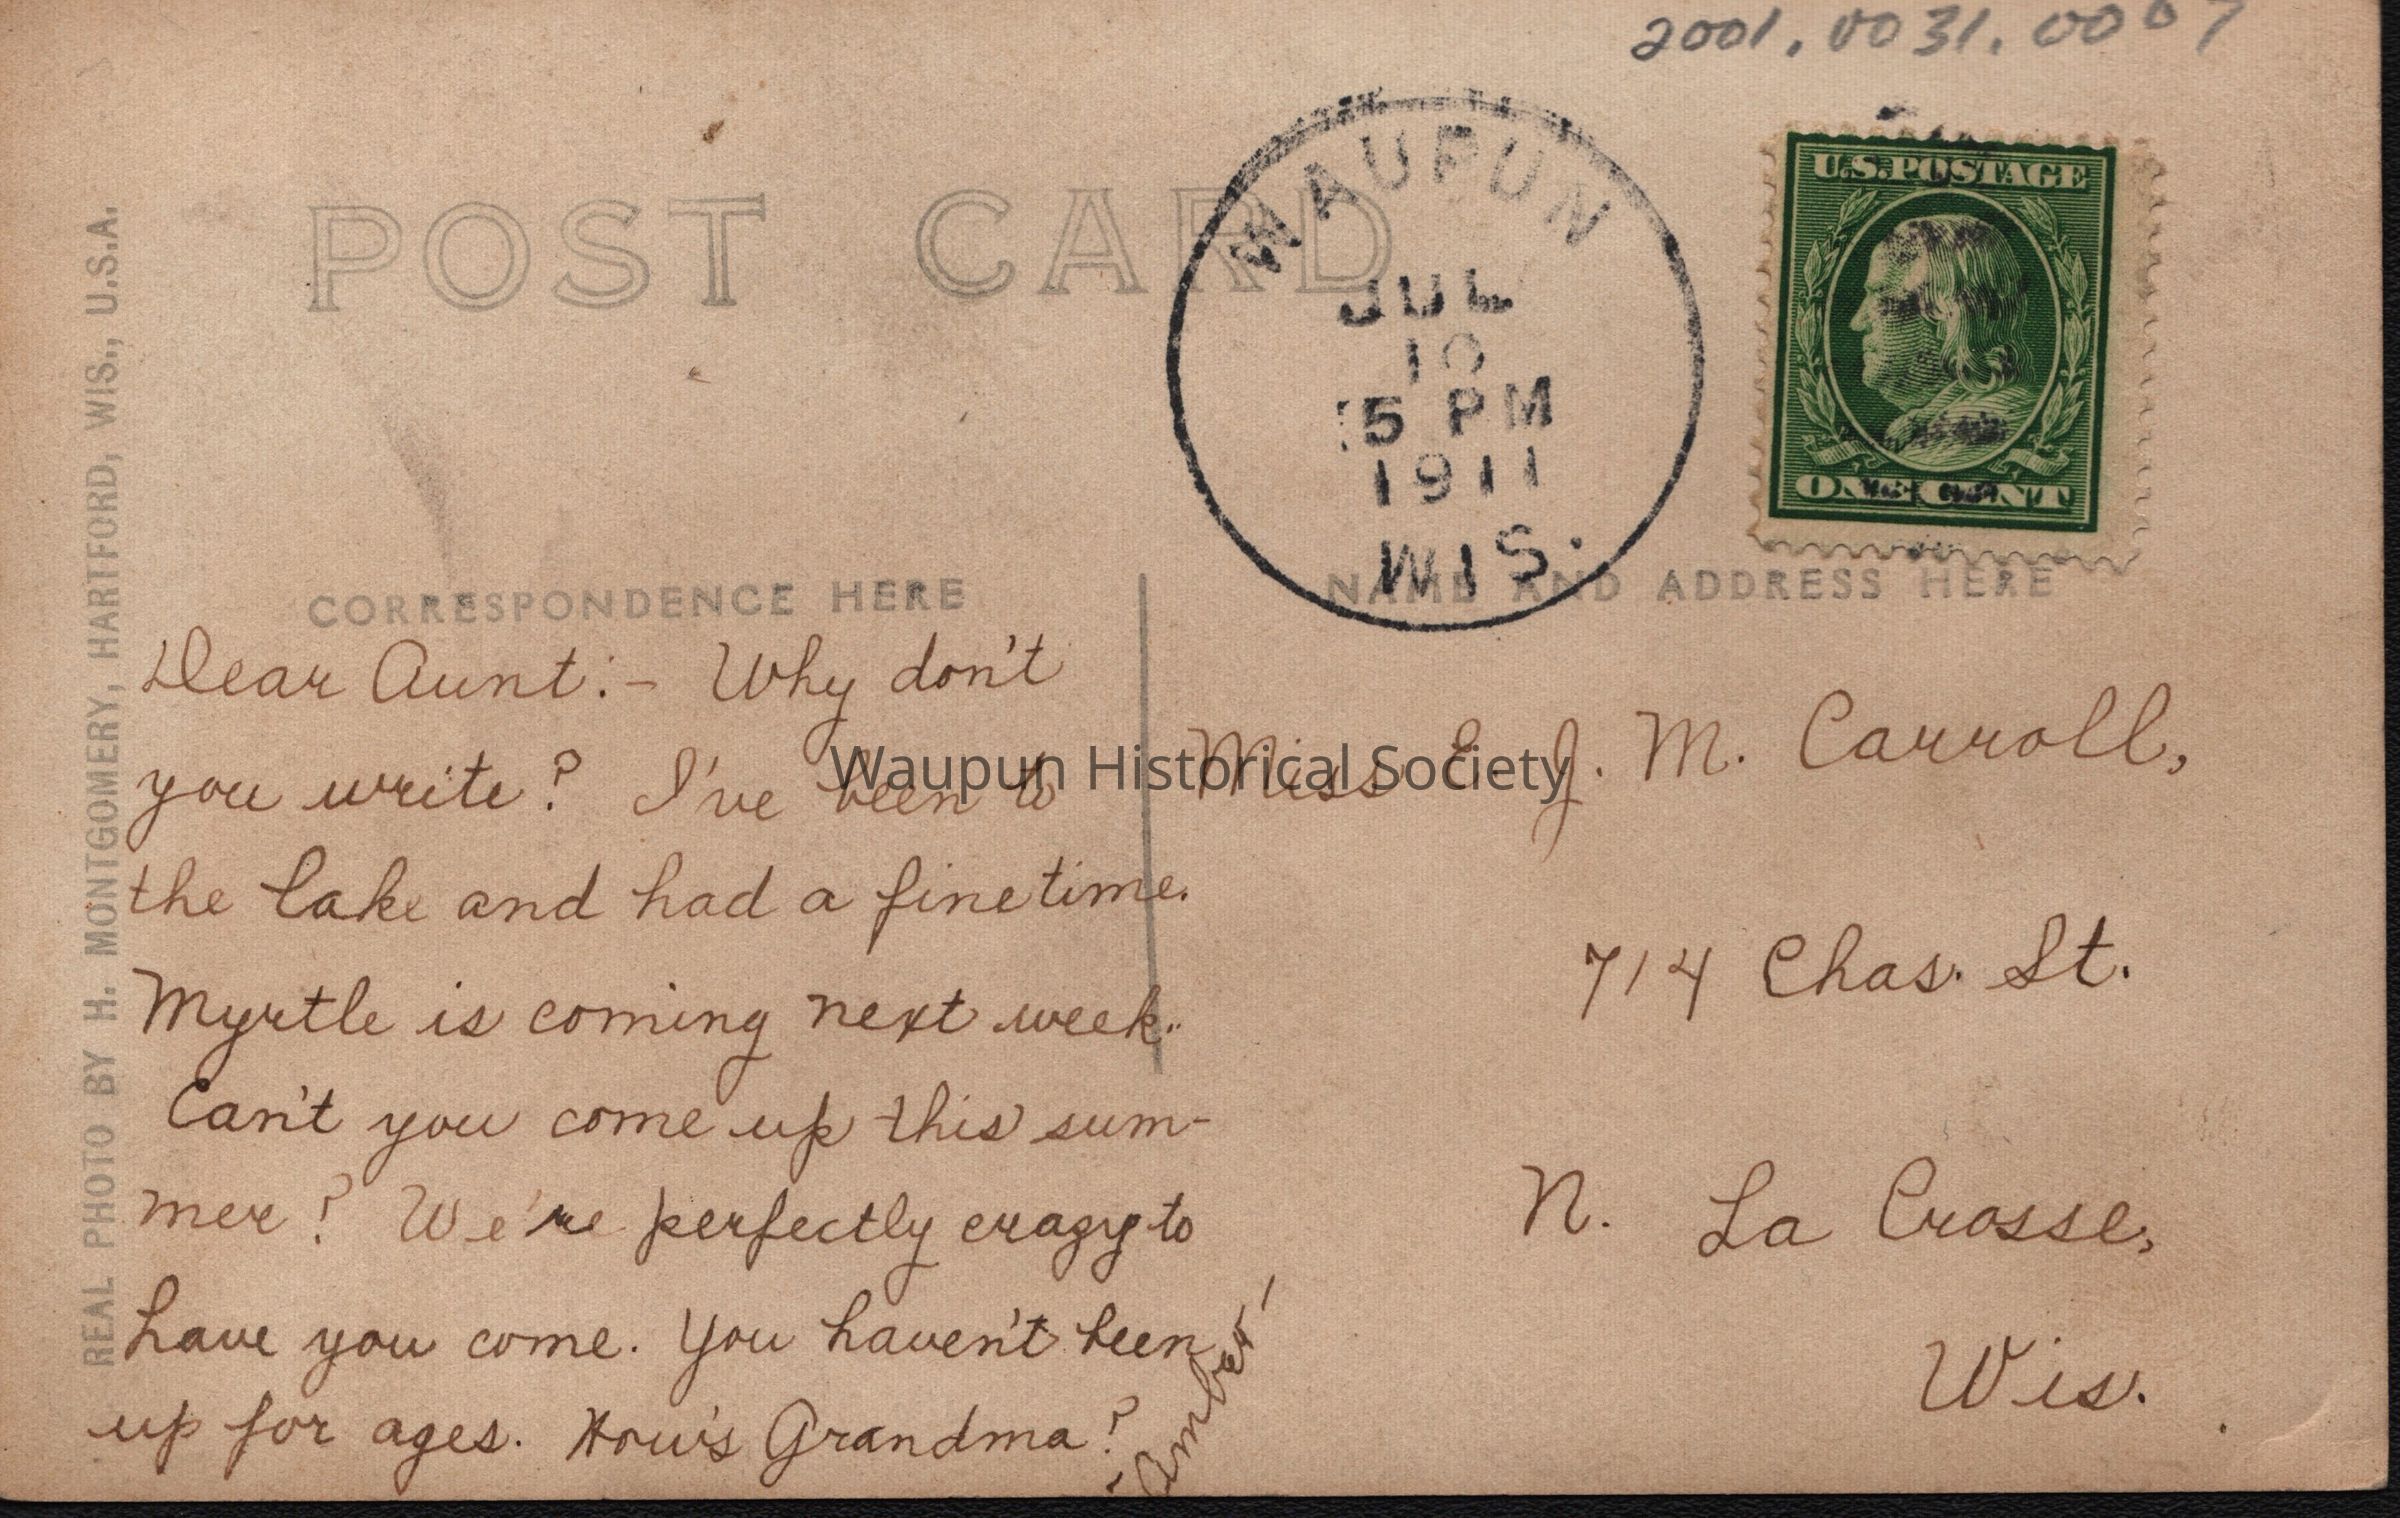 2001.0031.0007
POST CARD
WAUPUN
JUL
10
5 PM
1911
WIS.
U.S.POSTAGE
ONE CENT
REAL PHOTO BY H. MONTGOMERY, HARTFORD, WIS., U.S.A.
CORRESPONDENCE HERE
NAME AND ADDRESS HERE
Dear Aunt:- Why don't
you write? I've been to
the lake and had a fine time.
Myrtle is coming next week.
Can't you come up this sum-
mer? We're perfectly crazy to
have you come. You haven't been
up for ages. How's Grandma?
-Amber-
Miss E. J. M. Carroll,
714 Chas. St.
N. La Crosse,
Wis.
Waupun Historical Society